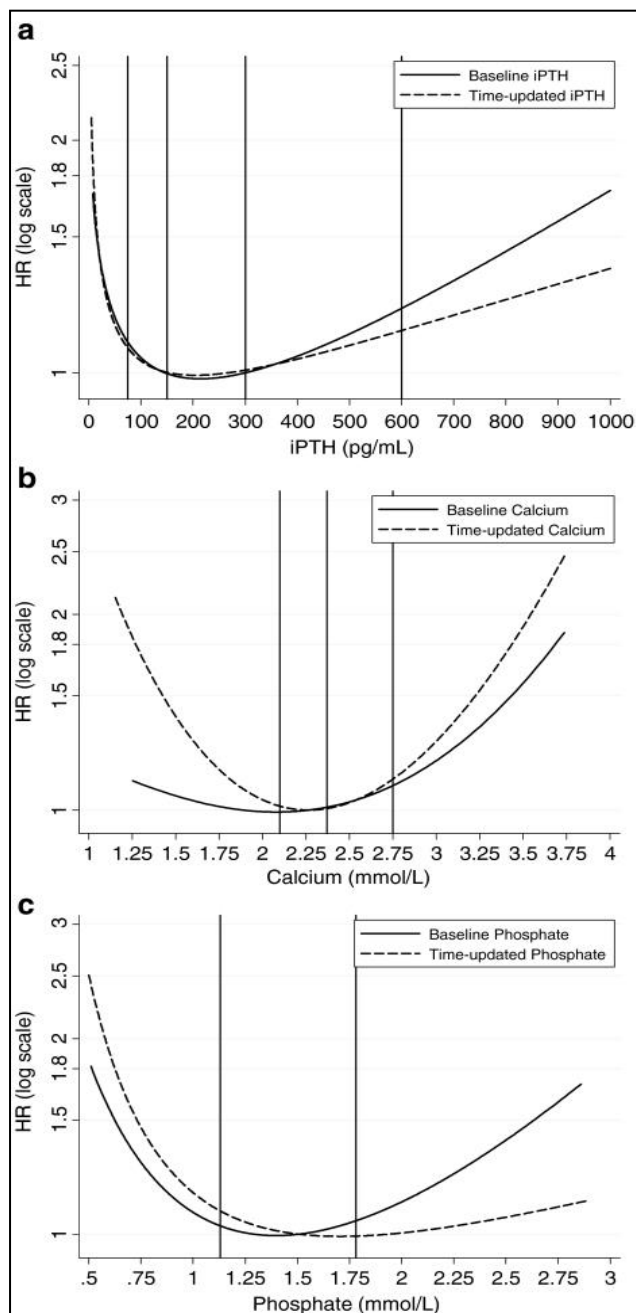 a
2.5
2
1.8
1.5
1
HR (log scale)
Baseline iPTH
Time-updated iPTH
0 100 200 300 400 500 600 700 800 900 1000
iPTH (pg/mL)
b
3
2.5
2
1.8
1.5
1
HR (log scale)
Baseline Calcium
Time-updated Calcium
1 1.25 1.5 1.75 2 2.25 2.5 2.75 3 3.25 3.5 3.75 4
Calcium (mmol/L)
c
3
2.5
2
1.8
1.5
1
HR (log scale)
Baseline Phosphate
Time-updated Phosphate
.5 .75 1 1.25 1.5 1.75 2 2.25 2.5 2.75 3
Phosphate (mmol/L)